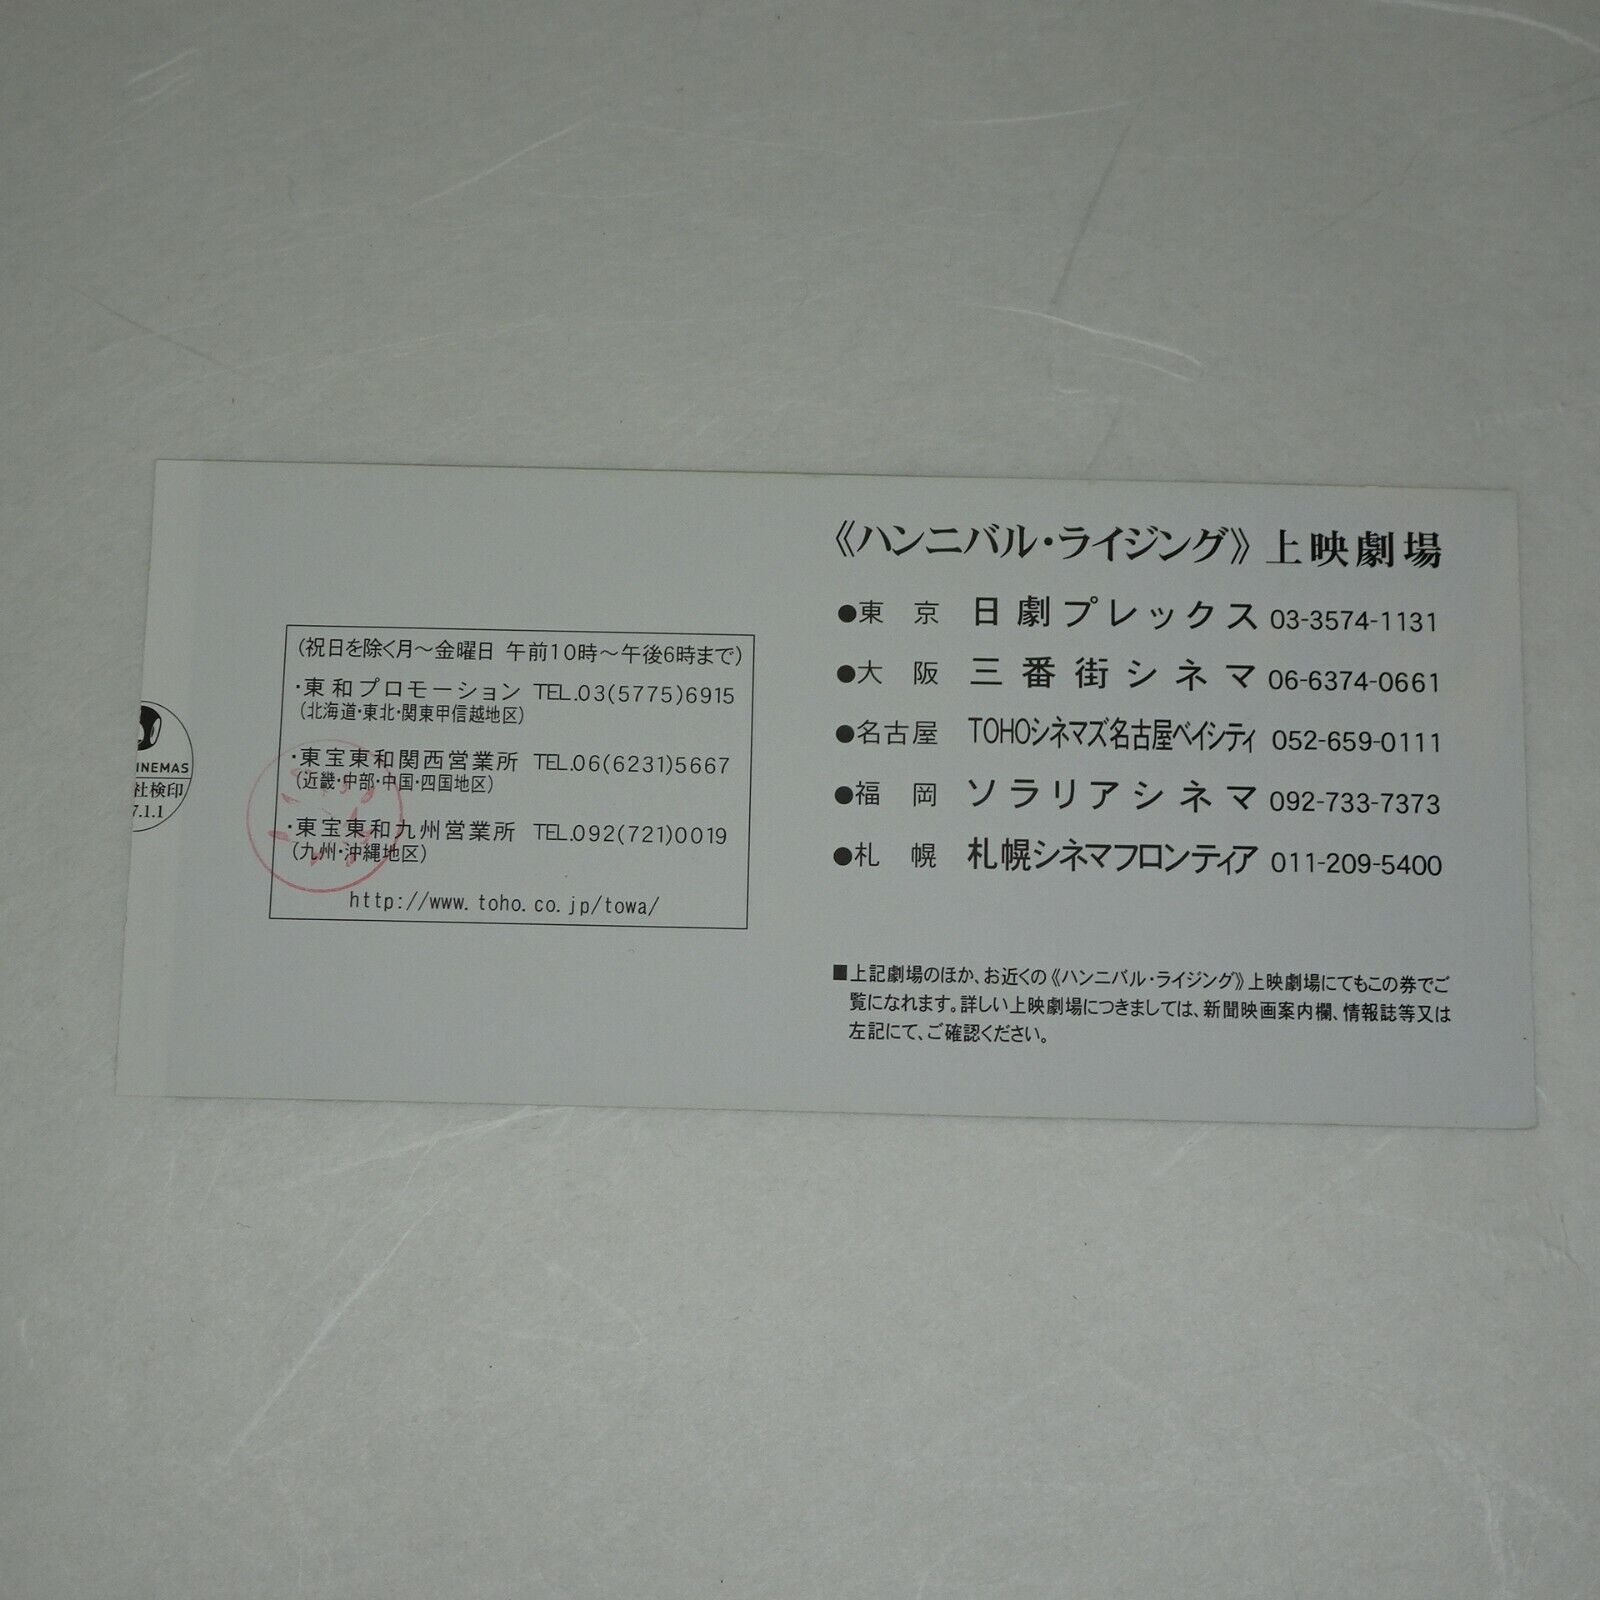 《ハンニバル・ライジング》上映劇場
●東京 日劇プレックス 03-3574-1131
●大阪 三番街シネマ 06-6374-0661
●名古屋 TOHOシネマズ名古屋ベイシティ 052-659-0111
●福岡 ソラリアシネマ 092-733-7373
●札幌 札幌シネマフロンティア 011-209-5400
■上記劇場のほか、お近くの《ハンニバル・ライジング》上映劇場にてもこの券でご
覧になれます。詳しい上映劇場につきましては、新聞映画案内欄、情報誌等又は
左記にて、ご確認ください。
(祝日を除く月〜金曜日 午前10時〜午後6時まで)
・東和プロモーション TEL.03(5775)6915
(北海道・東北・関東甲信越地区)
・東宝東和関西営業所 TEL.06(6231)5667
(近畿・中部・中国・四国地区)
・東宝東和九州営業所 TEL.092(721)0019
(九州・沖縄地区)
http://www.toho.co.jp/towa/
INEMAS
社検印
7.1.1